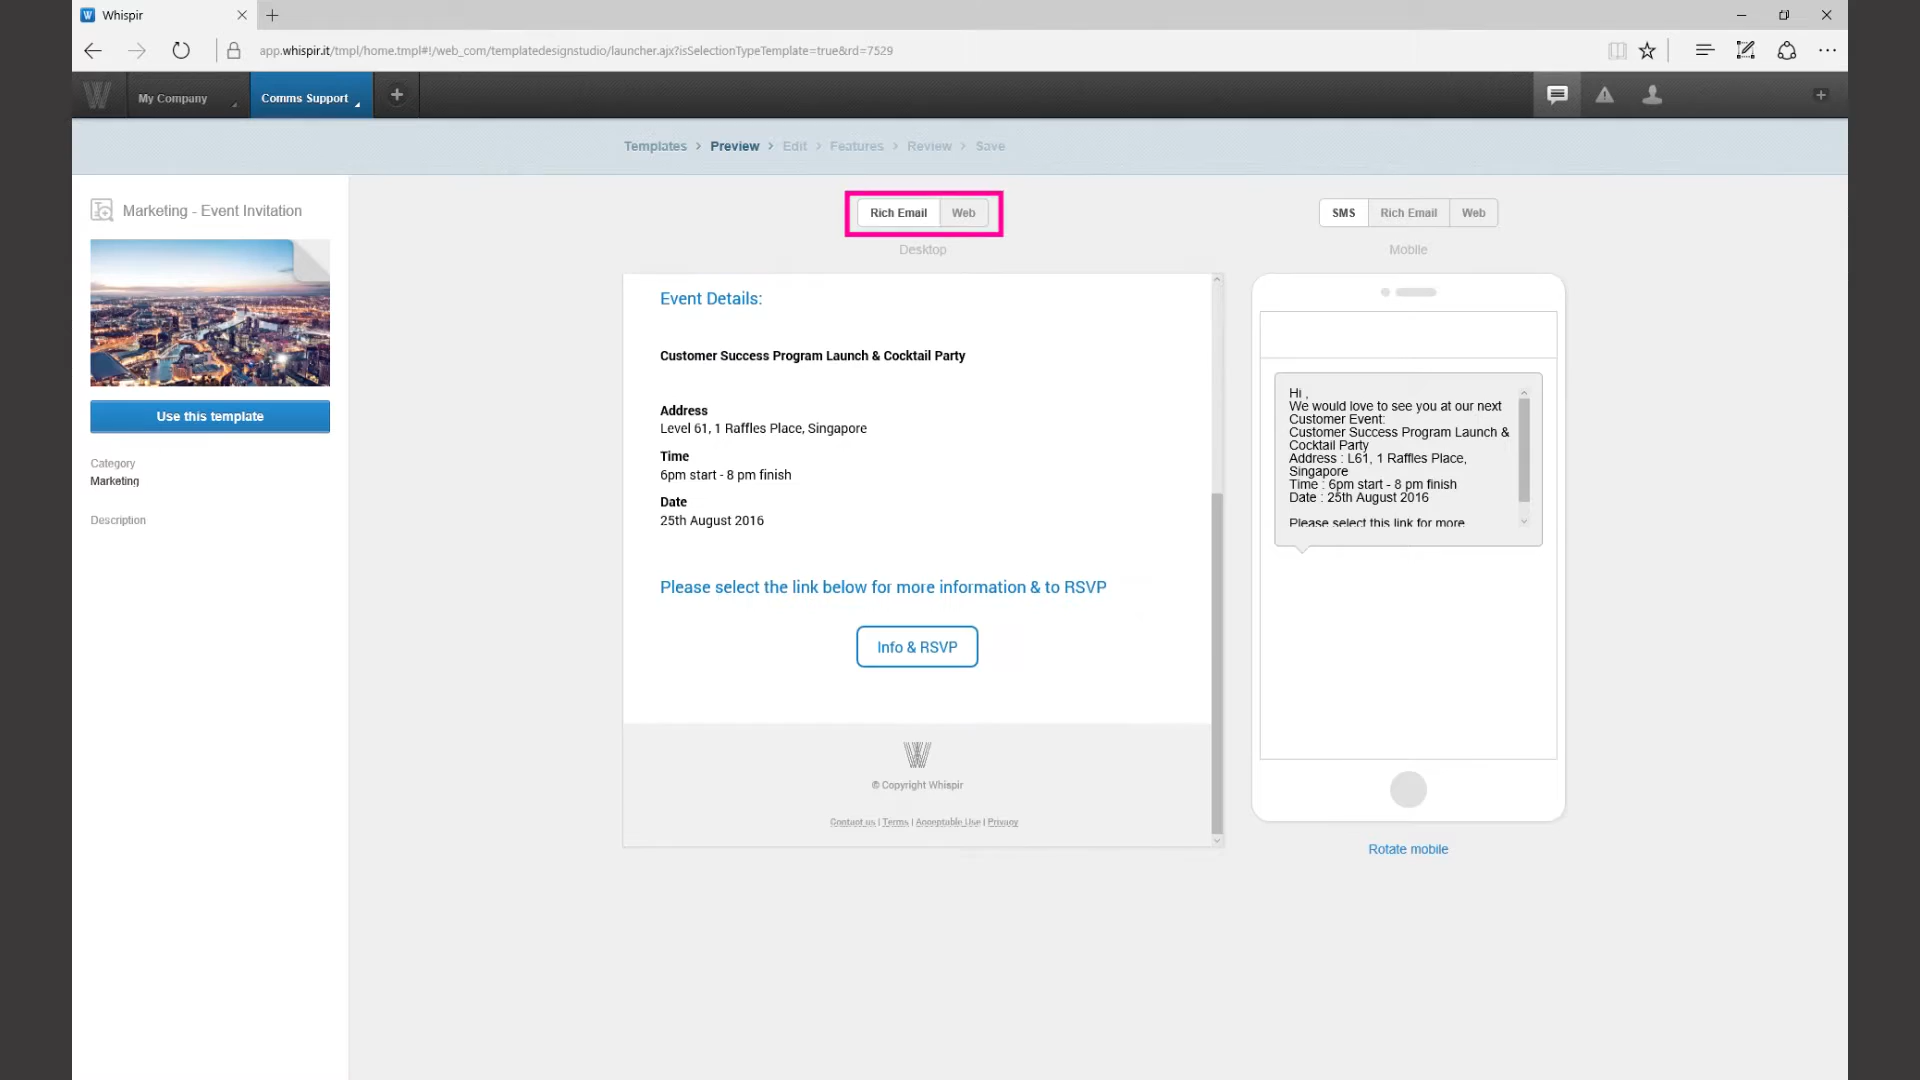 Whispir
app.whispir.it/tmpl/home.tmpl#!/web_com/templatedesignstudio/launcher.ajx?isSelectionTypeTemplate=true&rd=7529
My Company
Comms Support
Templates > Preview > Edit > Features > Review > Save
Marketing - Event Invitation
Use this template
Category
Marketing
Description
Rich Email
Web
Desktop
Event Details:
Customer Success Program Launch & Cocktail Party
Address
Level 61, 1 Raffles Place, Singapore
Time
6pm start - 8 pm finish
Date
25th August 2016
Please select the link below for more information & to RSVP
Info & RSVP
© Copyright Whispir
Contact us | Terms | Acceptable Use | Privacy
SMS
Rich Email
Web
Mobile
Hi ,
We would love to see you at our next
Customer Event:
Customer Success Program Launch &
Cocktail Party
Address : L61, 1 Raffles Place,
Singapore
Time : 6pm start - 8 pm finish
Date : 25th August 2016
Please select this link for more
Rotate mobile